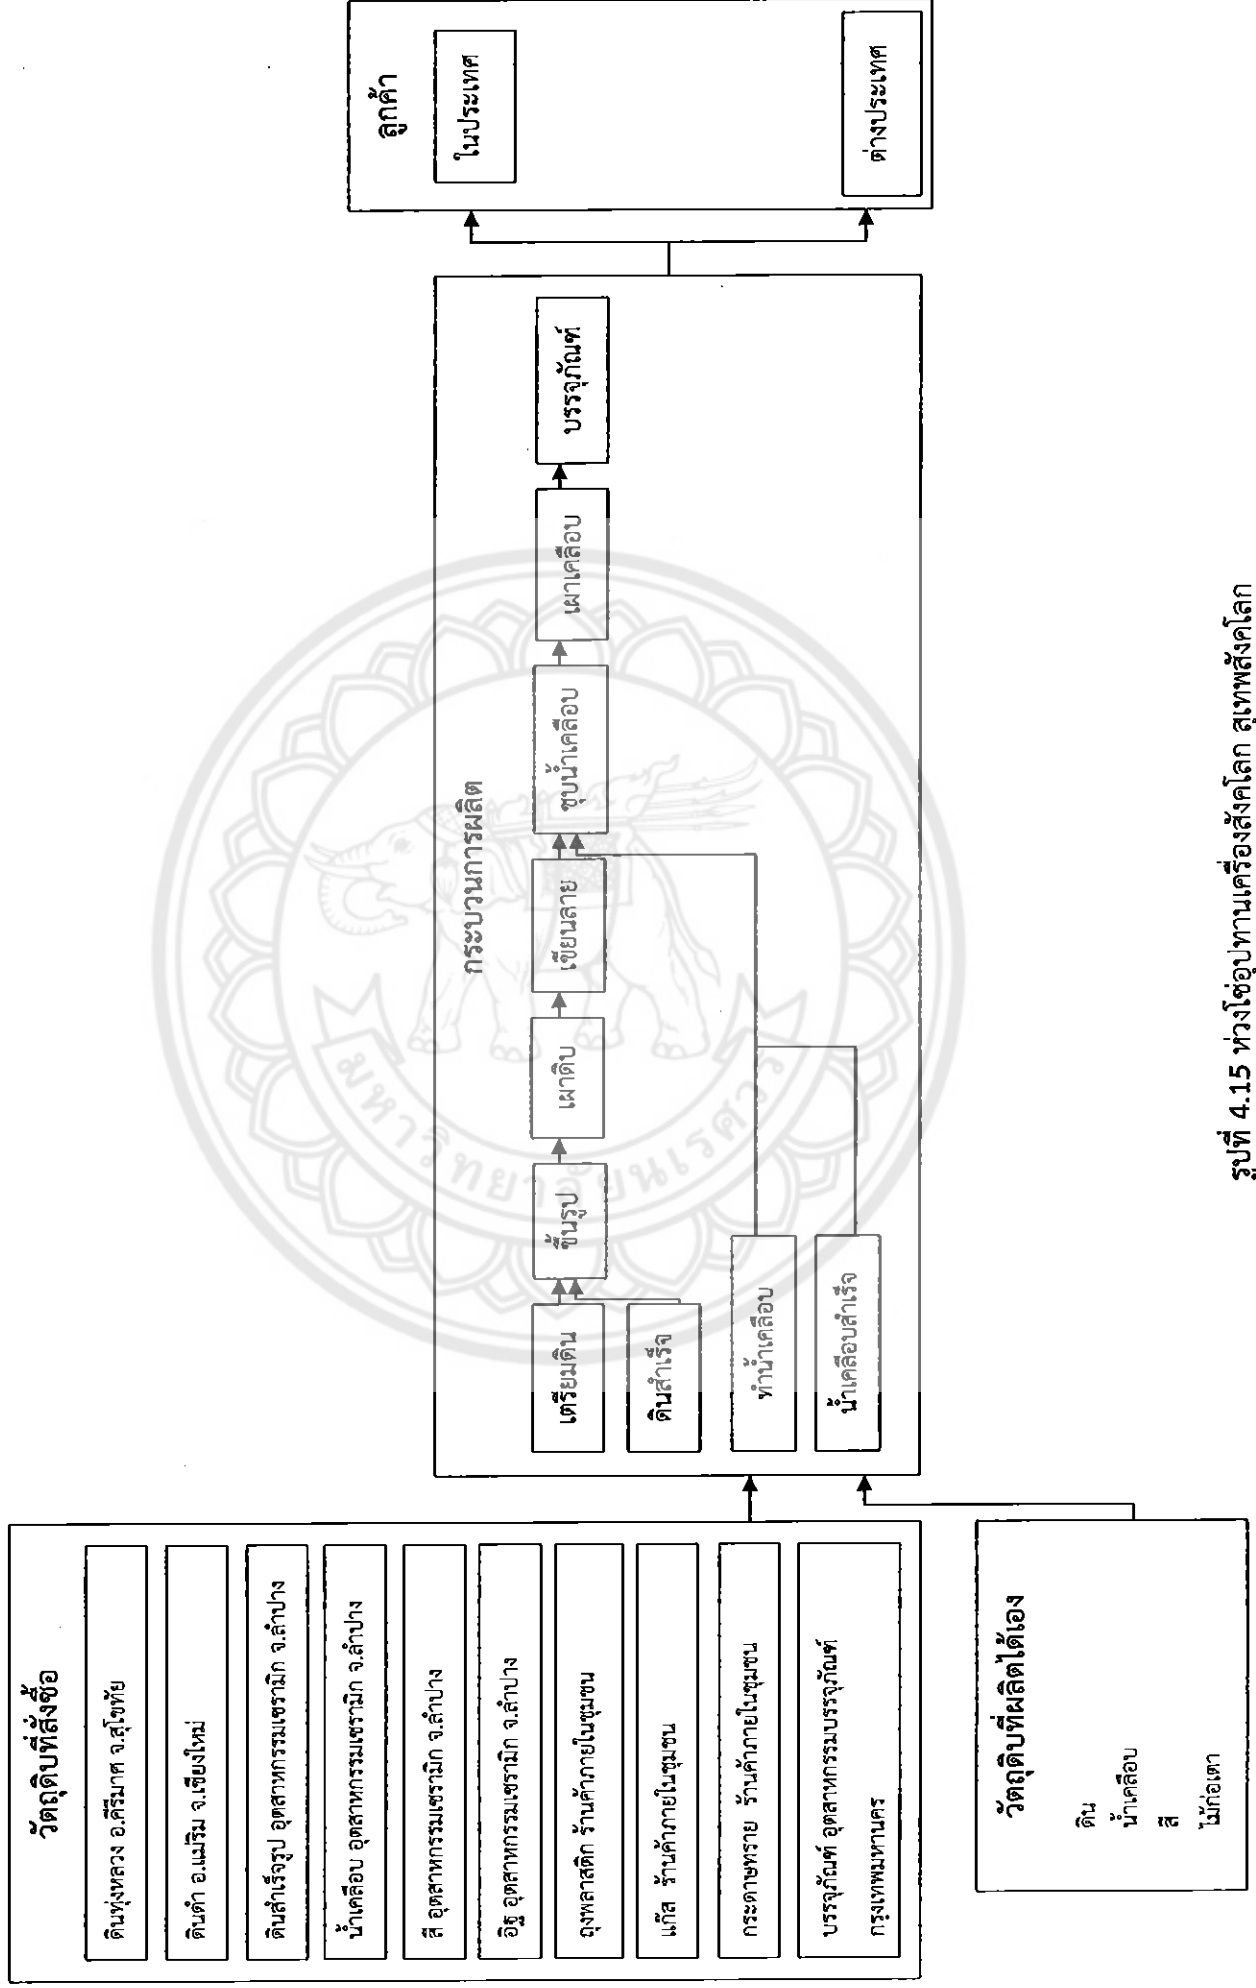 วัตถุดิบที่สั่งซื้อ
ดินทุ่งหลวง อ.คีรีมาศ จ.สุโขทัย
ดินดำ อ.แม่ริม จ.เชียงใหม่
ดินสำเร็จรูป อุตสาหกรรมเซรามิก จ.ลำปาง
น้ำเคลือบ อุตสาหกรรมเซรามิก จ.ลำปาง
สี อุตสาหกรรมเซรามิก จ.ลำปาง
อิฐ อุตสาหกรรมเซรามิก จ.ลำปาง
ถุงพลาสติก ร้านค้าภายในชุมชน
แก๊ส ร้านค้าภายในชุมชน
กระดาษทราย ร้านค้าภายในชุมชน
บรรจุภัณฑ์ อุตสาหกรรมบรรจุภัณฑ์
กรุงเทพมหานคร
วัตถุดิบที่ผลิตได้เอง
ดิน
น้ำเคลือบ
สี
ไม้ก่อเตา
กระบวนการผลิต
เตรียมดิน
ดินสำเร็จ
ทำน้ำเคลือบ
น้ำเคลือบสำเร็จ
ขึ้นรูป
เผาดิบ
เขียนลาย
ชุบน้ำเคลือบ
เผาเคลือบ
บรรจุภัณฑ์
ลูกค้า
ในประเทศ
ต่างประเทศ
มหาวิทยาลัยนเรศวร
รูปที่ 4.15 ห่วงโซ่อุปทานเครื่องสังคโลก สุเทพสังคโลก